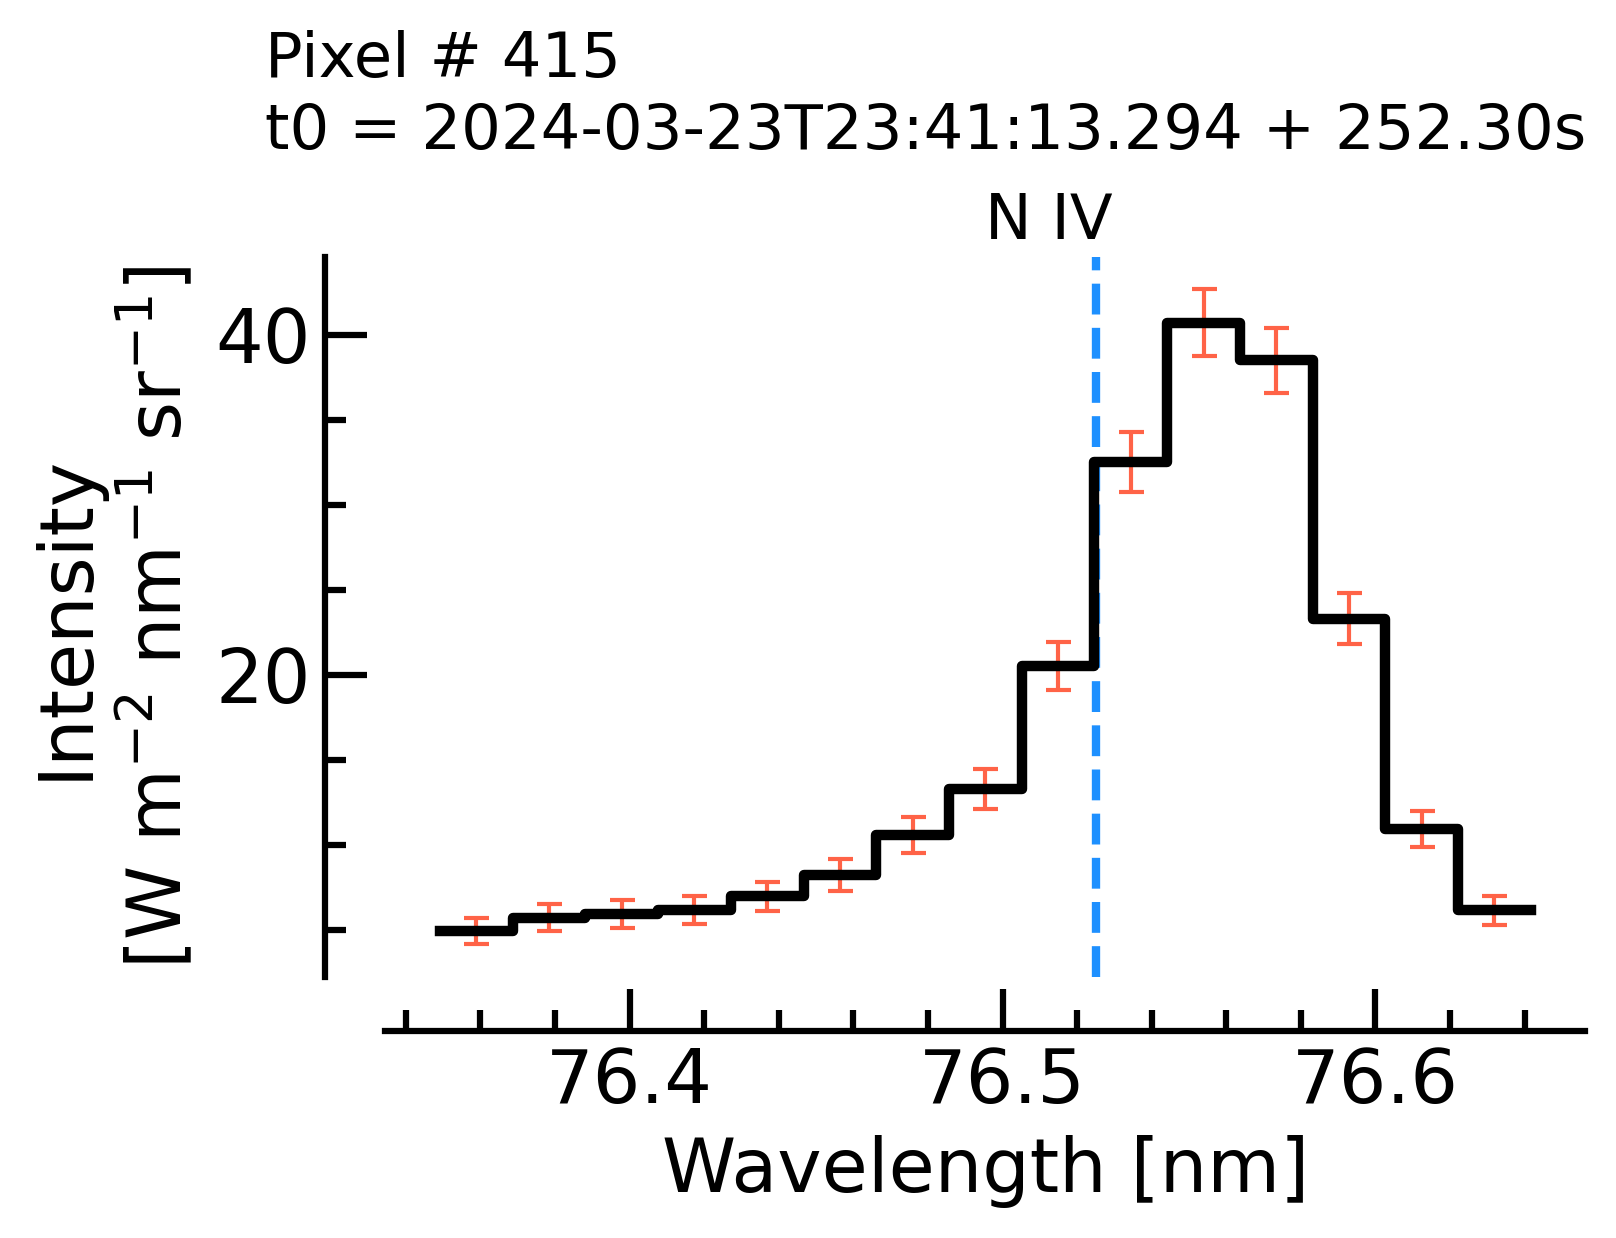 Pixel # 415
t0 = 2024-03-23T23:41:13.294 + 252.30s
N IV
Intensity
[W m⁻² nm⁻¹ sr⁻¹]
40
20
76.4 76.5 76.6
Wavelength [nm]